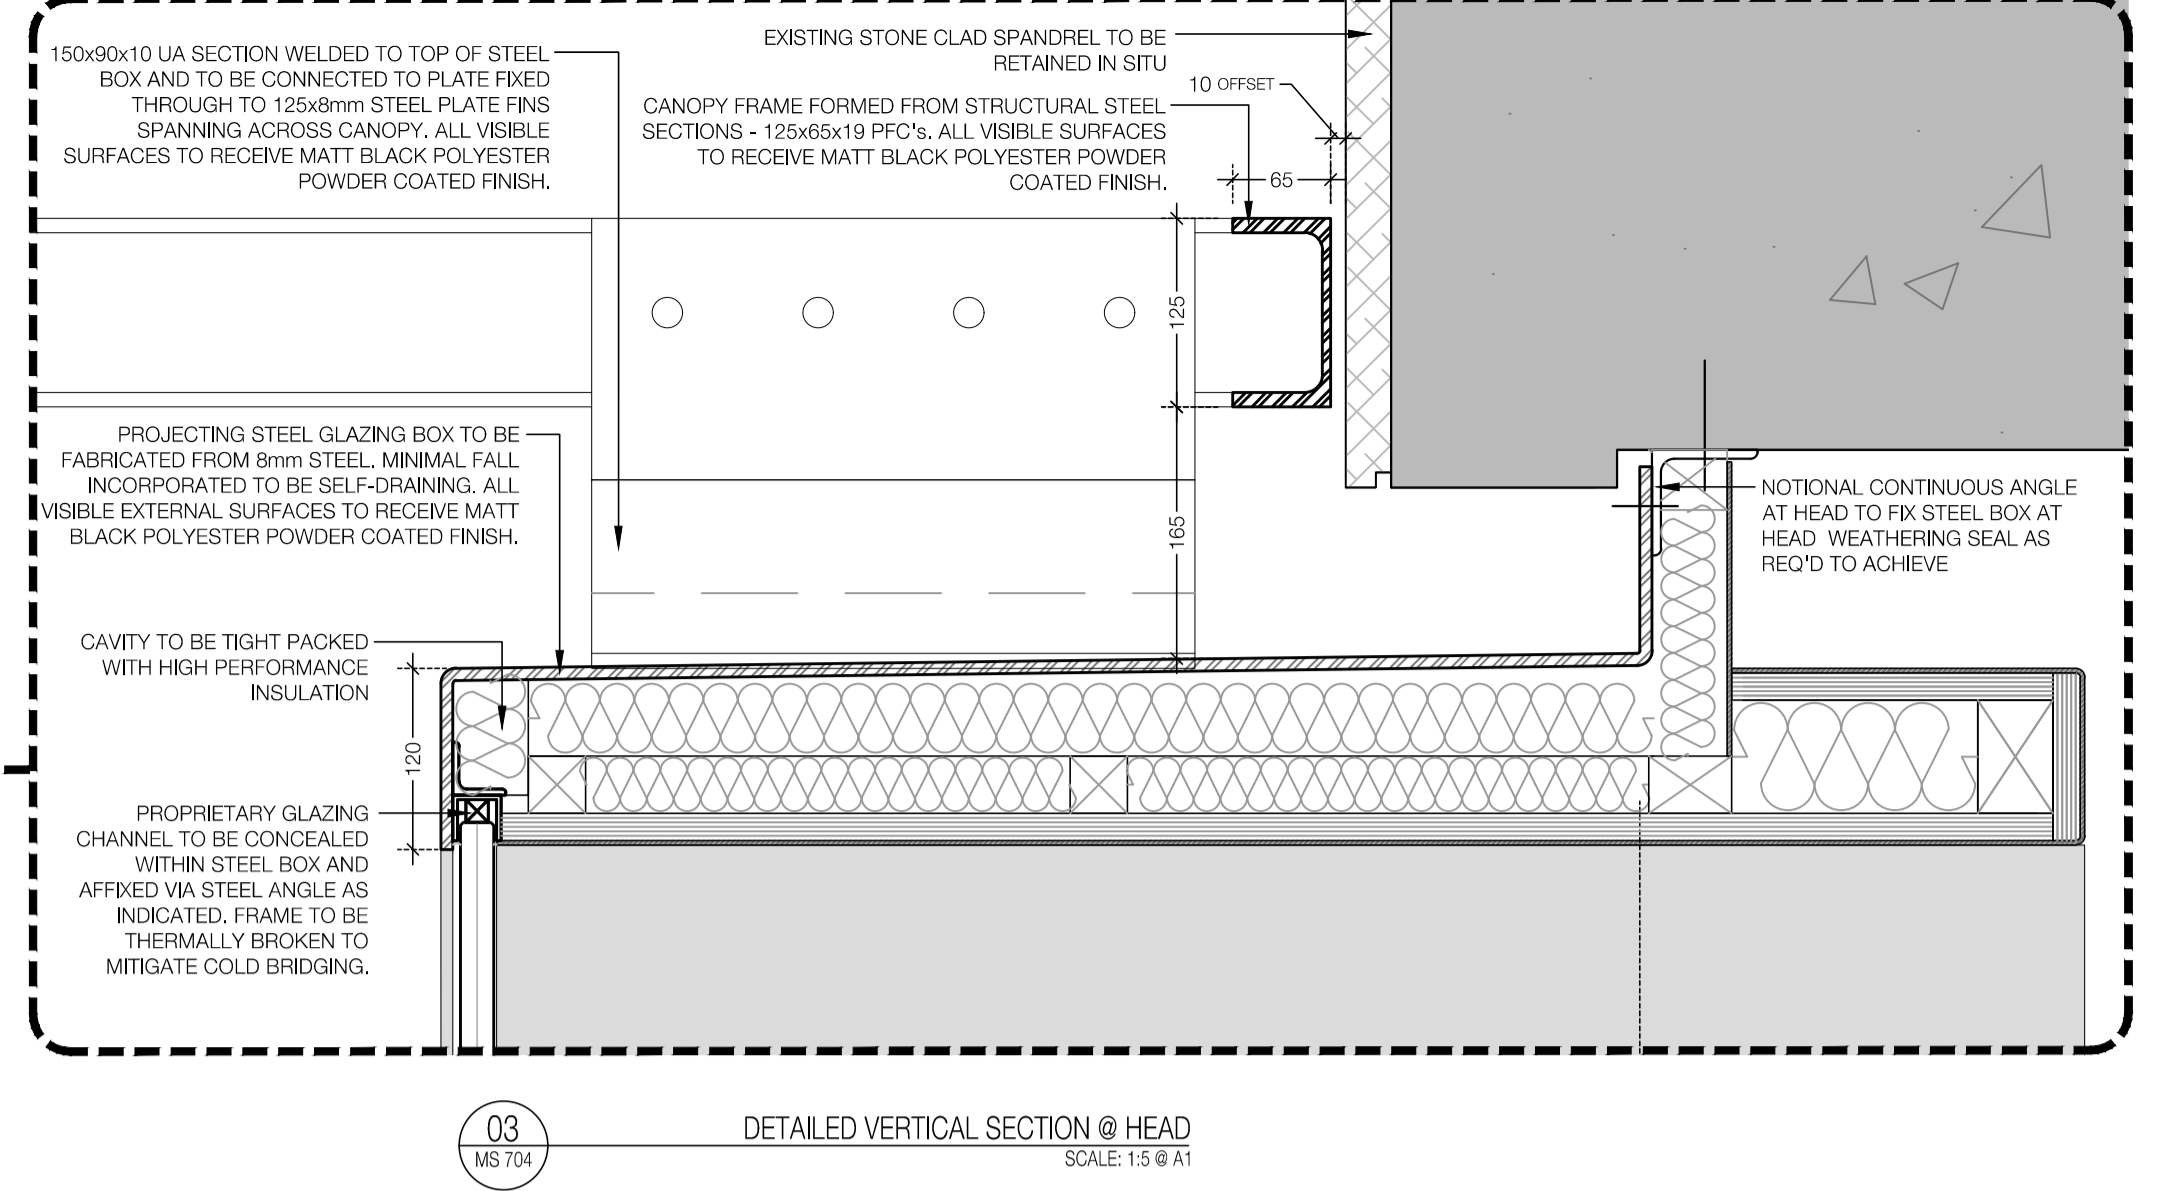 150x90x10 UA SECTION WELDED TO TOP OF STEEL
BOX AND TO BE CONNECTED TO PLATE FIXED
THROUGH TO 125x8mm STEEL PLATE FINS
SPANNING ACROSS CANOPY. ALL VISIBLE
SURFACES TO RECEIVE MATT BLACK POLYESTER
POWDER COATED FINISH.
EXISTING STONE CLAD SPANDREL TO BE
RETAINED IN SITU
10 OFFSET
CANOPY FRAME FORMED FROM STRUCTURAL STEEL
SECTIONS - 125x65x19 PFC's. ALL VISIBLE SURFACES
TO RECEIVE MATT BLACK POLYESTER POWDER
COATED FINISH.
65
125
165
PROJECTING STEEL GLAZING BOX TO BE
FABRICATED FROM 8mm STEEL. MINIMAL FALL
INCORPORATED TO BE SELF-DRAINING. ALL
VISIBLE EXTERNAL SURFACES TO RECEIVE MATT
BLACK POLYESTER POWDER COATED FINISH.
NOTIONAL CONTINUOUS ANGLE
AT HEAD TO FIX STEEL BOX AT
HEAD WEATHERING SEAL AS
REQ'D TO ACHIEVE
CAVITY TO BE TIGHT PACKED
WITH HIGH PERFORMANCE
INSULATION
120
PROPRIETARY GLAZING
CHANNEL TO BE CONCEALED
WITHIN STEEL BOX AND
AFFIXED VIA STEEL ANGLE AS
INDICATED. FRAME TO BE
THERMALLY BROKEN TO
MITIGATE COLD BRIDGING.
03
MS 704
DETAILED VERTICAL SECTION @ HEAD
SCALE: 1:5 @ A1